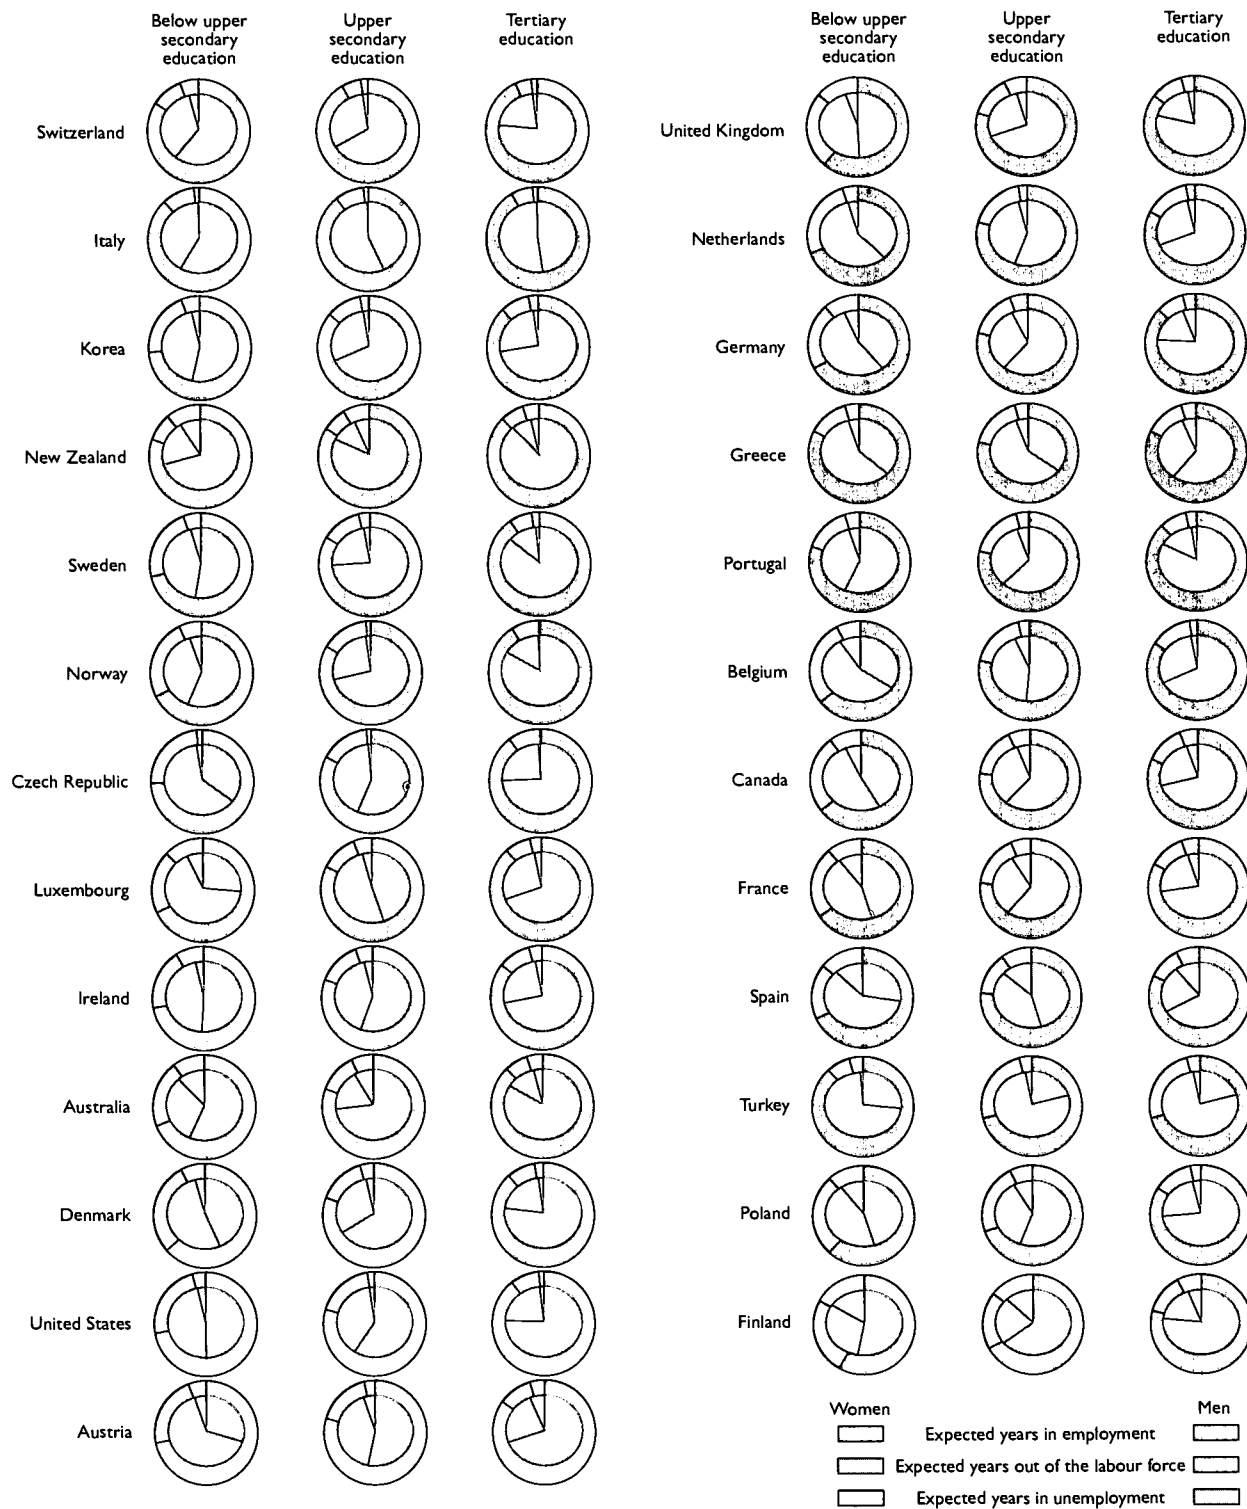 Below upper
secondary
education
Upper
secondary
education
Tertiary
education
Switzerland
Italy
Korea
New Zealand
Sweden
Norway
Czech Republic
Luxembourg
Ireland
Australia
Denmark
United States
Austria
Below upper
secondary
education
Upper
secondary
education
Tertiary
education
United Kingdom
Netherlands
Germany
Greece
Portugal
Belgium
Canada
France
Spain
Turkey
Poland
Finland
Women
Men
Expected years in employment
Expected years out of the labour force
Expected years in unemployment